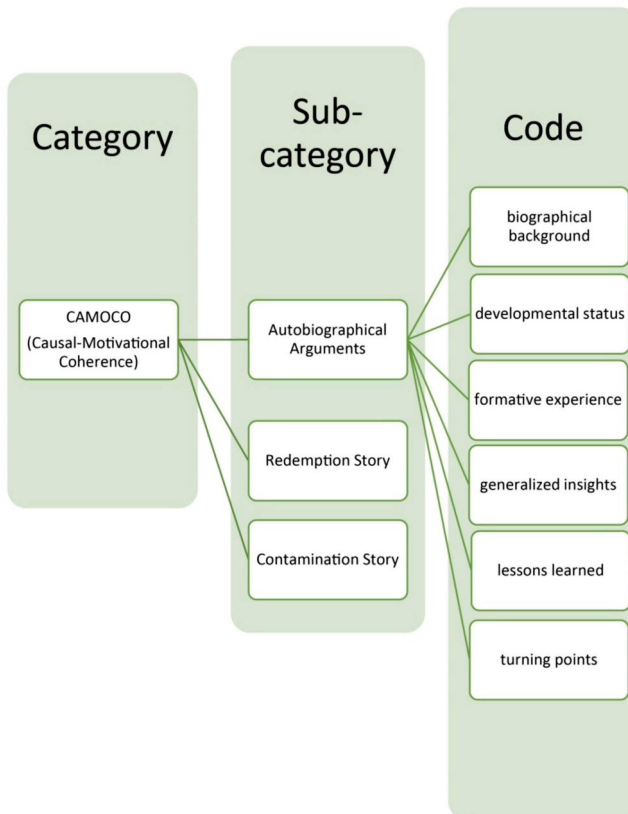 Category
Sub-
category
Code
CAMOCO
(Causal-Motivational
Coherence)
Autobiographical
Arguments
Redemption Story
Contamination Story
biographical
background
developmental status
formative experience
generalized insights
lessons learned
turning points